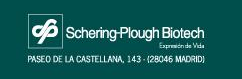 Schering-Plough Biotech
Expresión de Vida
PASEO DE LA CASTELLANA, 143 - (28046 MADRID)